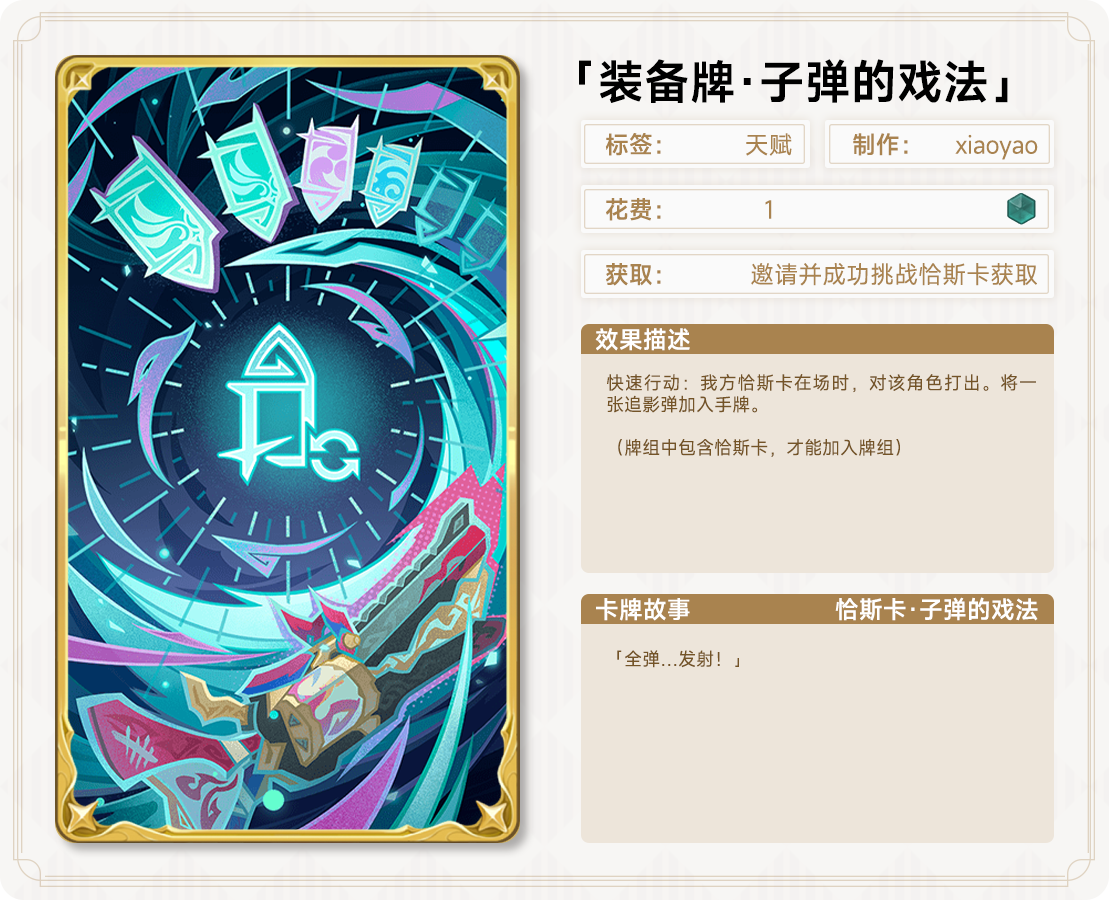 「装备牌·子弹的戏法」
标签： 天赋
制作： xiaoyao
花费： 1
获取： 邀请并成功挑战恰斯卡获取
效果描述
快速行动：我方恰斯卡在场时，对该角色打出。将一
张追影弹加入手牌。
（牌组中包含恰斯卡，才能加入牌组）
卡牌故事 恰斯卡·子弹的戏法
「全弹...发射！」